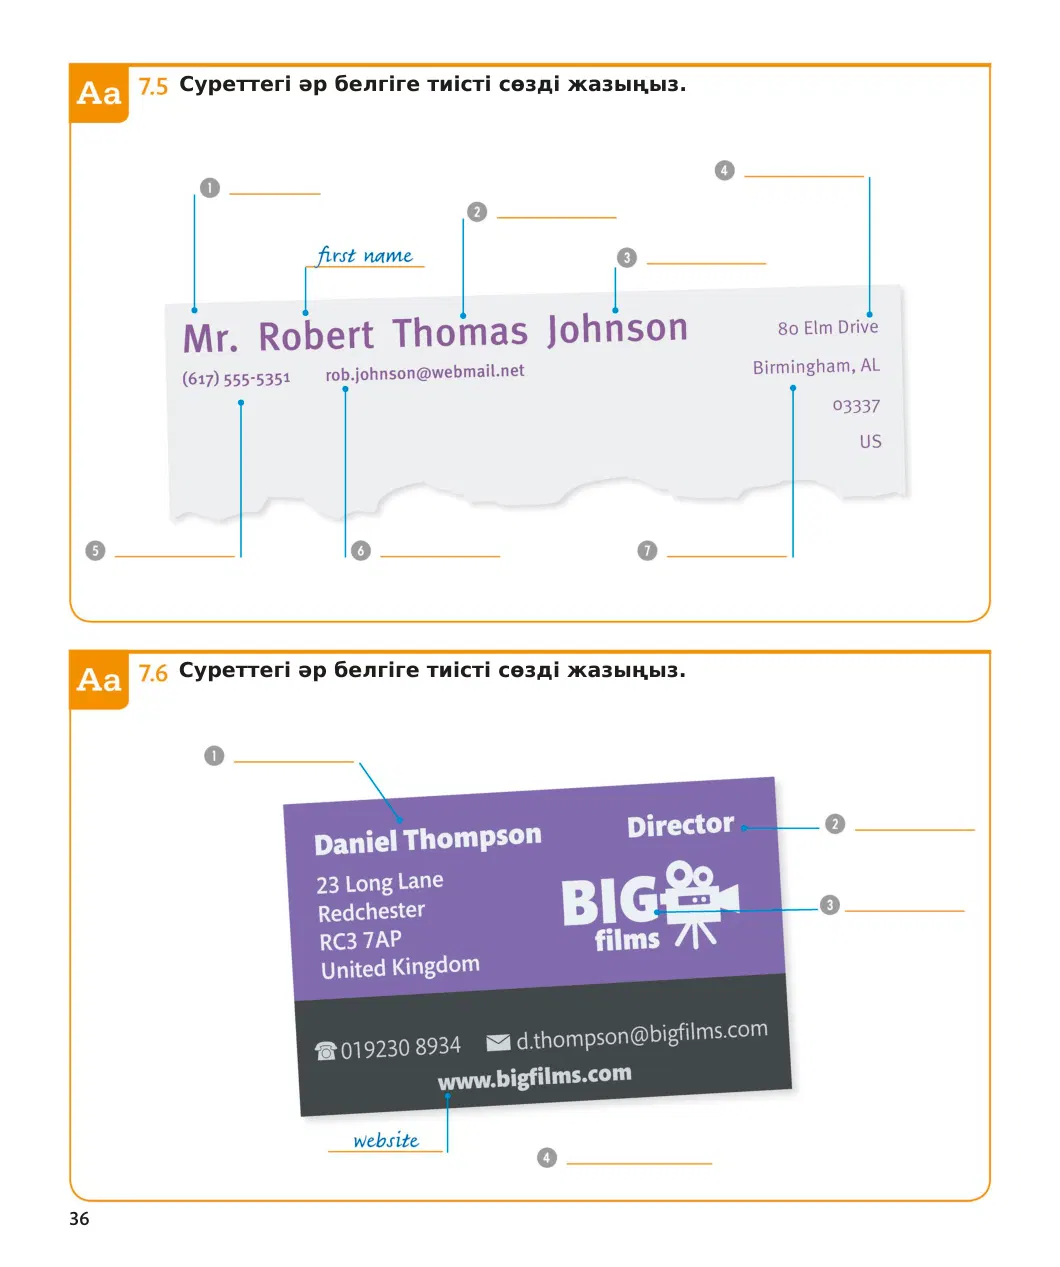 Aa 7.5 Суреттегі әр белгіге тиісті сөзді жазыңыз.
1
4
2
first name
3
Mr. Robert Thomas Johnson
80 Elm Drive
(617) 555-5351 rob.johnson@webmail.net
Birmingham, AL
03337
US
5
6
7
Aa 7.6 Суреттегі әр белгіге тиісті сөзді жазыңыз.
1
Daniel Thompson
Director
2
23 Long Lane
Redchester
RC3 7AP
United Kingdom
BIG
films
3
019230 8934 d.thompson@bigfilms.com
www.bigfilms.com
website
4
36